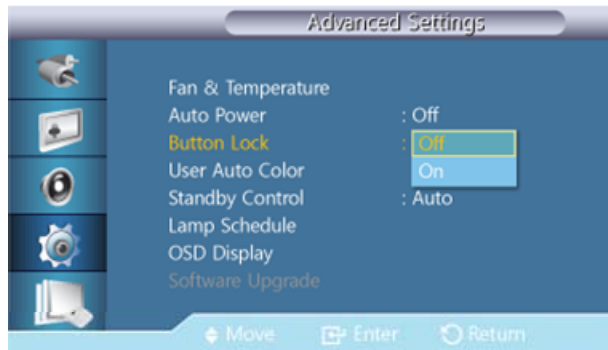 Advanced Settings
Fan & Temperature
Auto Power : Off
Button Lock : Off
User Auto Color On
Standby Control : Auto
Lamp Schedule
OSD Display
Software Upgrade
Move Enter Return